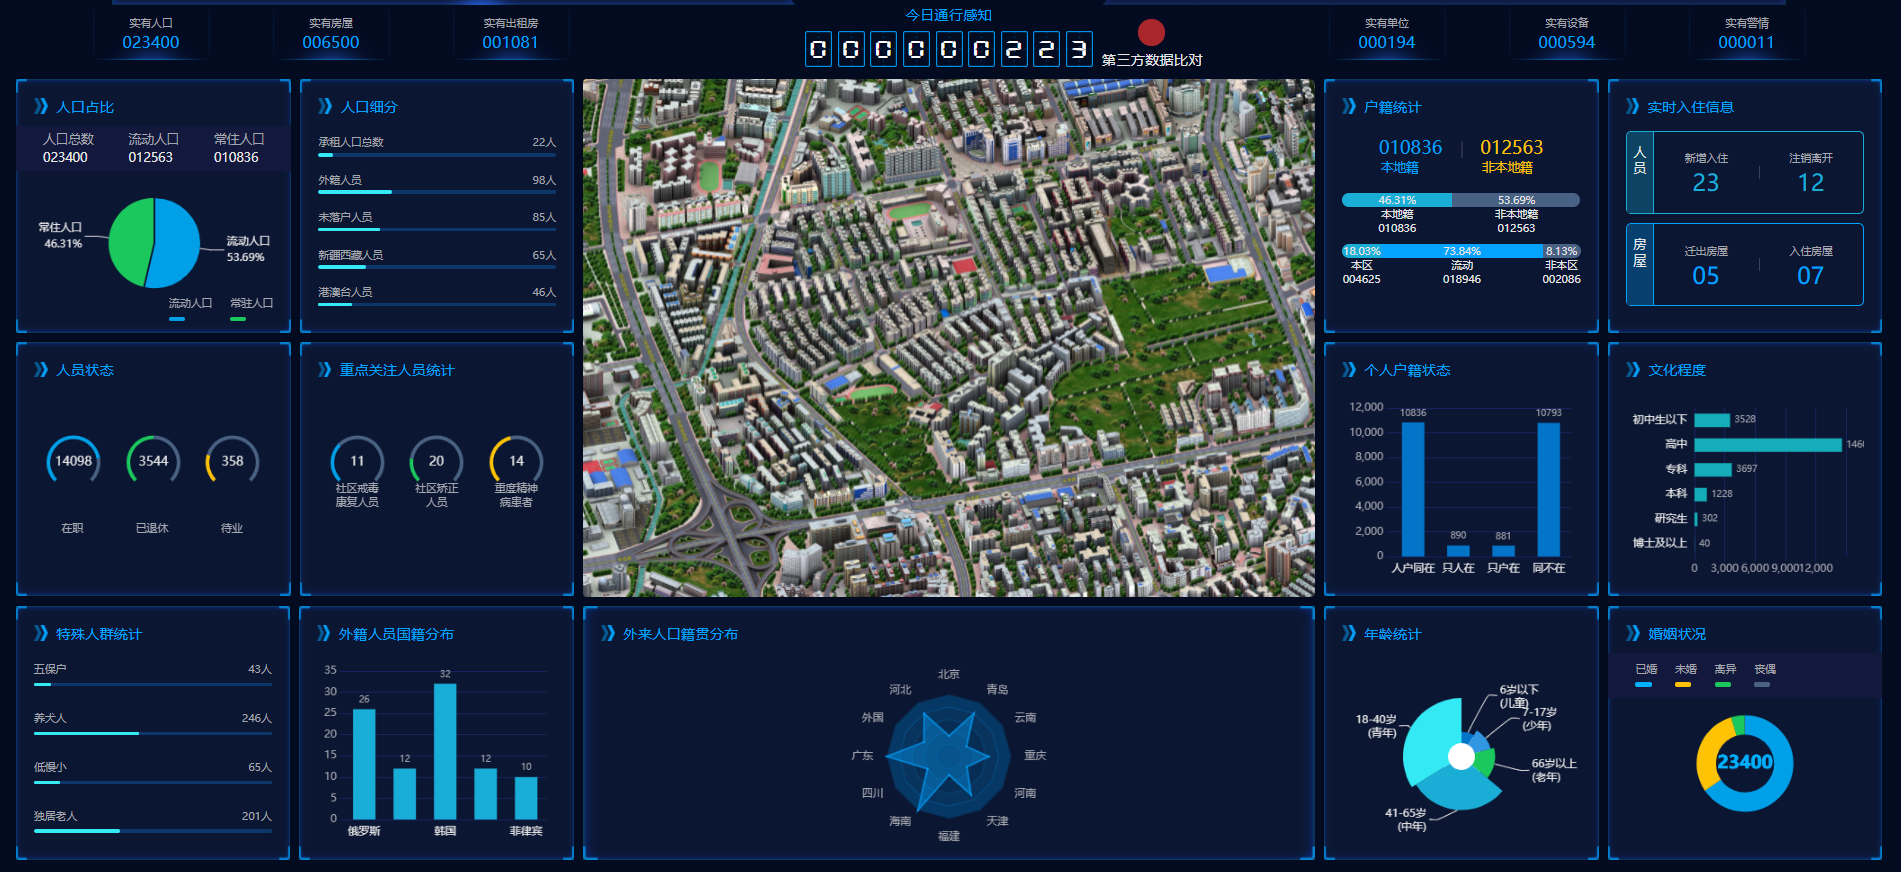 实有人口
023400
实有房屋
006500
实有出租房
001081
今日通行感知
000000223
第三方数据比对
实有单位
000194
实有设备
000594
实有警情
000011
人口占比
人口总数 流动人口 常住人口
023400 012563 010836
常住人口
46.31%
流动人口
53.69%
流动人口 常驻人口
人口细分
承租人口总数 22人
外籍人员 98人
未落户人员 85人
新疆西藏人员 65人
港澳台人员 46人
户籍统计
010836 012563
本地籍 非本地籍
46.31% 53.69%
本地籍 非本地籍
010836 012563
18.03% 73.84% 8.13%
本区 流动 非本区
004625 018946 002086
实时入住信息
人员
新增入住 注销离开
23 12
房屋
迁出房屋 入住房屋
05 07
人员状态
14098 3544 358
在职 已退休 待业
重点关注人员统计
11 20 14
社区戒毒 社区矫正 重度精神
康复人员 人员 病患者
个人户籍状态
12,000
10,000
8,000
6,000
4,000
2,000
0
10836 890 881 10793
人户同在 只人在 只户在 同不在
文化程度
初中生以下 3528
高中 146
专科 3697
本科 1228
研究生 302
博士及以上 40
0 3,000 6,000 9,000 12,000
特殊人群统计
五保户 43人
养犬人 246人
低慢小 65人
独居老人 201人
外籍人员国籍分布
35
30
25
20
15
10
5
0
26 12 32 12 10
俄罗斯 韩国 菲律宾
外来人口籍贯分布
北京
河北 青岛
外国 云南
广东 重庆
四川 河南
海南 天津
福建
年龄统计
6岁以下
(儿童)
7-17岁
(少年)
18-40岁
(青年)
66岁以上
(老年)
41-65岁
(中年)
婚姻状况
已婚 未婚 离异 丧偶
23400